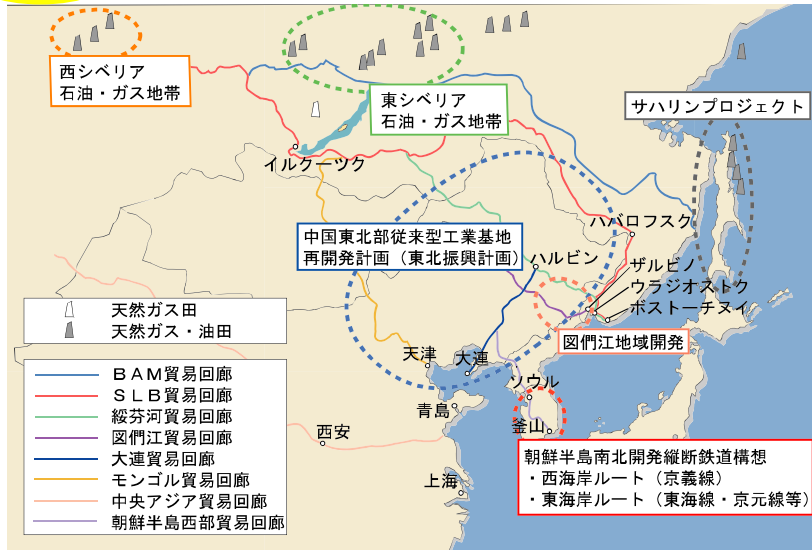 西シベリア
石油・ガス地帯
東シベリア
石油・ガス地帯
サハリンプロジェクト
イルクーツク
ハバロフスク
中国東北部従来型工業基地
再開発計画（東北振興計画）
ハルビン
ザルビノ
ウラジオストク
ボストーチヌイ
天然ガス田
天然ガス・油田
図們江地域開発
天津
大連
ソウル
ＢＡＭ貿易回廊
ＳＬＢ貿易回廊
綏芬河貿易回廊
図們江貿易回廊
大連貿易回廊
モンゴル貿易回廊
中央アジア貿易回廊
朝鮮半島西部貿易回廊
青島
釜山
西安
上海
朝鮮半島南北開発縦断鉄道構想
・西海岸ルート（京義線）
・東海岸ルート（東海線・京元線等）